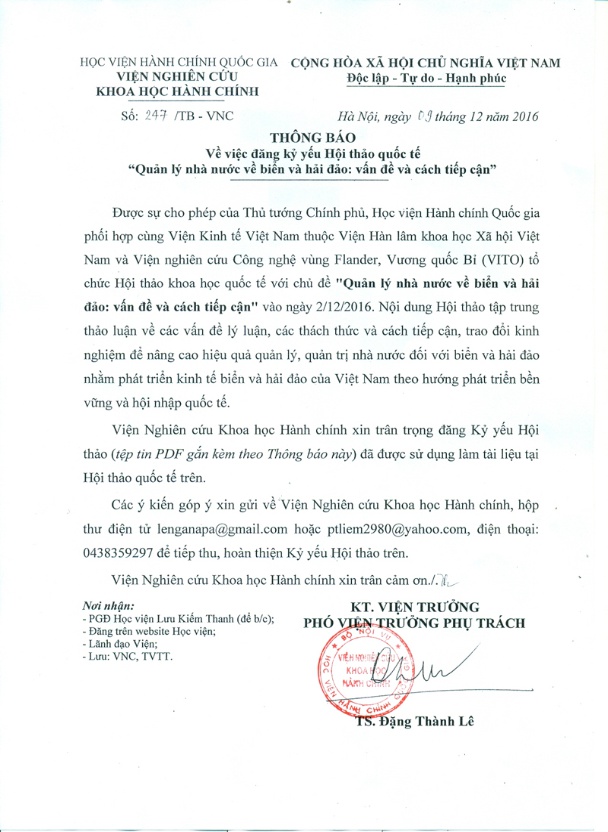 HỌC VIỆN HÀNH CHÍNH QUỐC GIA
VIỆN NGHIÊN CỨU
KHOA HỌC HÀNH CHÍNH
Số: 247 /TB - VNC
CỘNG HÒA XÃ HỘI CHỦ NGHĨA VIỆT NAM
Độc lập - Tự do - Hạnh phúc
Hà Nội, ngày 09 tháng 12 năm 2016
THÔNG BÁO
Về việc đăng kỷ yếu Hội thảo quốc tế
“Quản lý nhà nước về biển và hải đảo: vấn đề và cách tiếp cận”
Được sự cho phép của Thủ tướng Chính phủ, Học viện Hành chính Quốc gia
phối hợp cùng Viện Kinh tế Việt Nam thuộc Viện Hàn lâm khoa học Xã hội Việt
Nam và Viện nghiên cứu Công nghệ vùng Flander, Vương quốc Bỉ (VITO) tổ
chức Hội thảo khoa học quốc tế với chủ đề "Quản lý nhà nước về biển và hải
đảo: vấn đề và cách tiếp cận" vào ngày 2/12/2016. Nội dung Hội thảo tập trung
thảo luận về các vấn đề lý luận, các thách thức và cách tiếp cận, trao đổi kinh
nghiệm để nâng cao hiệu quả quản lý, quản trị nhà nước đối với biển và hải đảo
nhằm phát triển kinh tế biển và hải đảo của Việt Nam theo hướng phát triển bền
vững và hội nhập quốc tế.
Viện Nghiên cứu Khoa học Hành chính xin trân trọng đăng Kỷ yếu Hội
thảo (tệp tin PDF gắn kèm theo Thông báo này) đã được sử dụng làm tài liệu tại
Hội thảo quốc tế trên.
Các ý kiến góp ý xin gửi về Viện Nghiên cứu Khoa học Hành chính, hộp
thư điện tử lenganapa@gmail.com hoặc ptliem2980@yahoo.com, điện thoại:
0438359297 để tiếp thu, hoàn thiện Kỷ yếu Hội thảo trên.
Viện Nghiên cứu Khoa học Hành chính xin trân cảm ơn./.
Nơi nhận:
- PGĐ Học viện Lưu Kiếm Thanh (để b/c);
- Đăng trên website Học viện;
- Lãnh đạo Viện;
- Lưu: VNC, TVTT.
KT. VIỆN TRƯỞNG
PHÓ VIỆN TRƯỞNG PHỤ TRÁCH
BỘ NỘI VỤ
VIỆN NGHIÊN CỨU
KHOA HỌC
HÀNH CHÍNH
HỌC VIỆN HÀNH CHÍNH QUỐC GIA
TS. Đặng Thành Lê